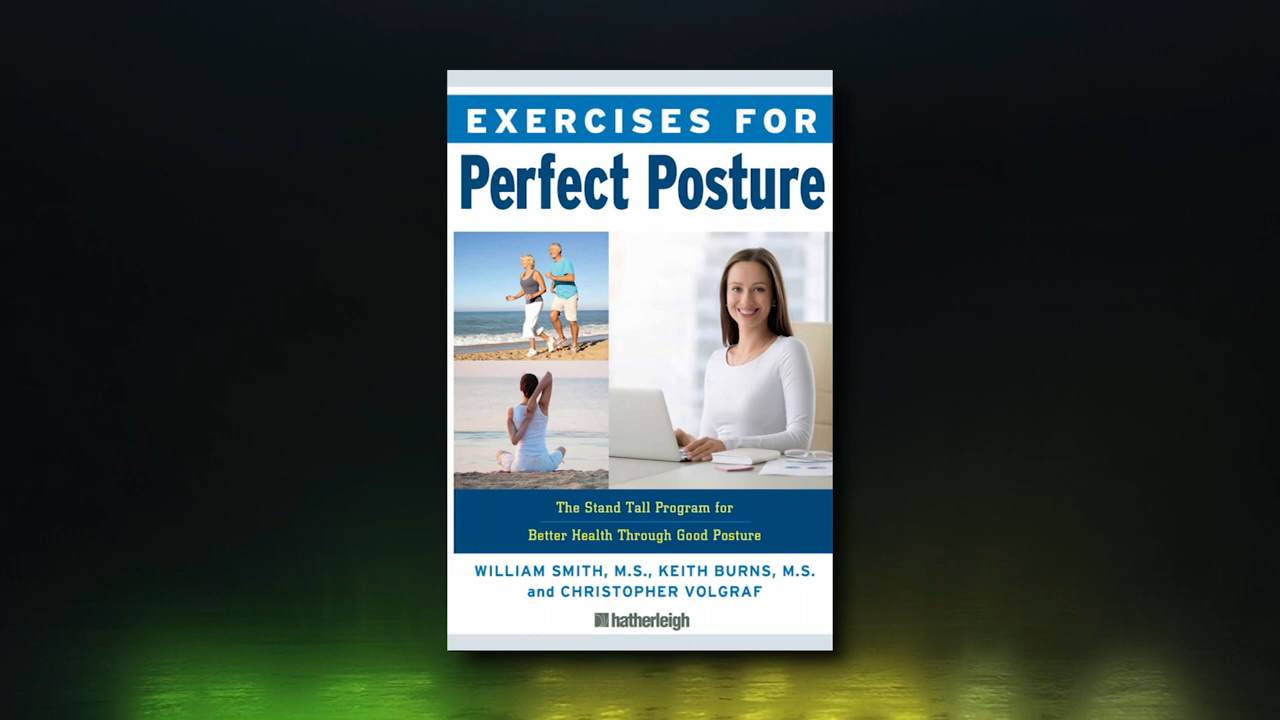 EXERCISES FOR
Perfect Posture
The Stand Tall Program for
Better Health Through Good Posture
WILLIAM SMITH, M.S., KEITH BURNS, M.S.
and CHRISTOPHER VOLGRAF
hatherleigh